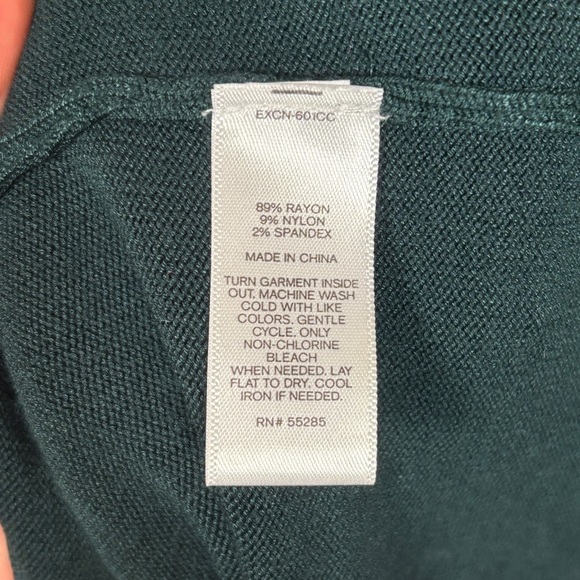 EXCN-601CC
89% RAYON
9% NYLON
2% SPANDEX
MADE IN CHINA
TURN GARMENT INSIDE
OUT. MACHINE WASH
COLD WITH LIKE
COLORS. GENTLE
CYCLE. ONLY
NON-CHLORINE
BLEACH
WHEN NEEDED. LAY
FLAT TO DRY. COOL
IRON IF NEEDED.
RN# 55285